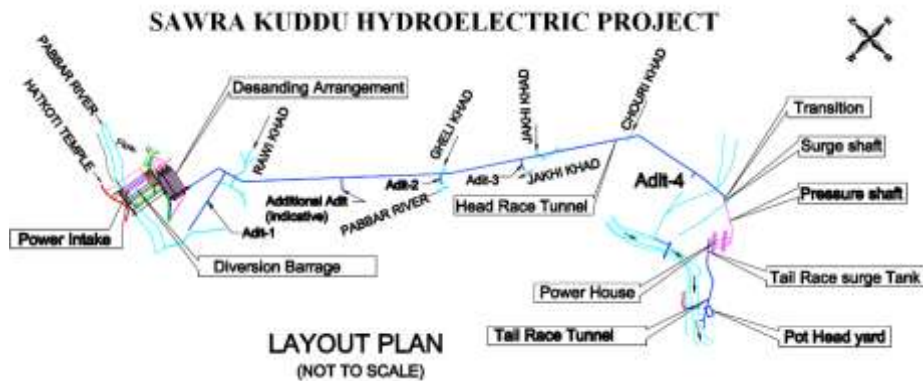 SAWRA KUDDU HYDROELECTRIC PROJECT
PABBAR RIVER
HATKOTI TEMPLE
Desanding Arrangement
RAWI KHAD
GHELI KHAD
JAKHI KHAD
CHOURI KHAD
Transition
Surge shaft
Pressure shaft
Adit-4
Adit-3
JAKHI KHAD
Adit-2
Additional Adit
(Indicative)
PABBAR RIVER
Head Race Tunnel
Adit-1
Power Intake
Diversion Barrage
Tail Race surge Tank
Power House
Tail Race Tunnel
Pot Head yard
LAYOUT PLAN
(NOT TO SCALE)